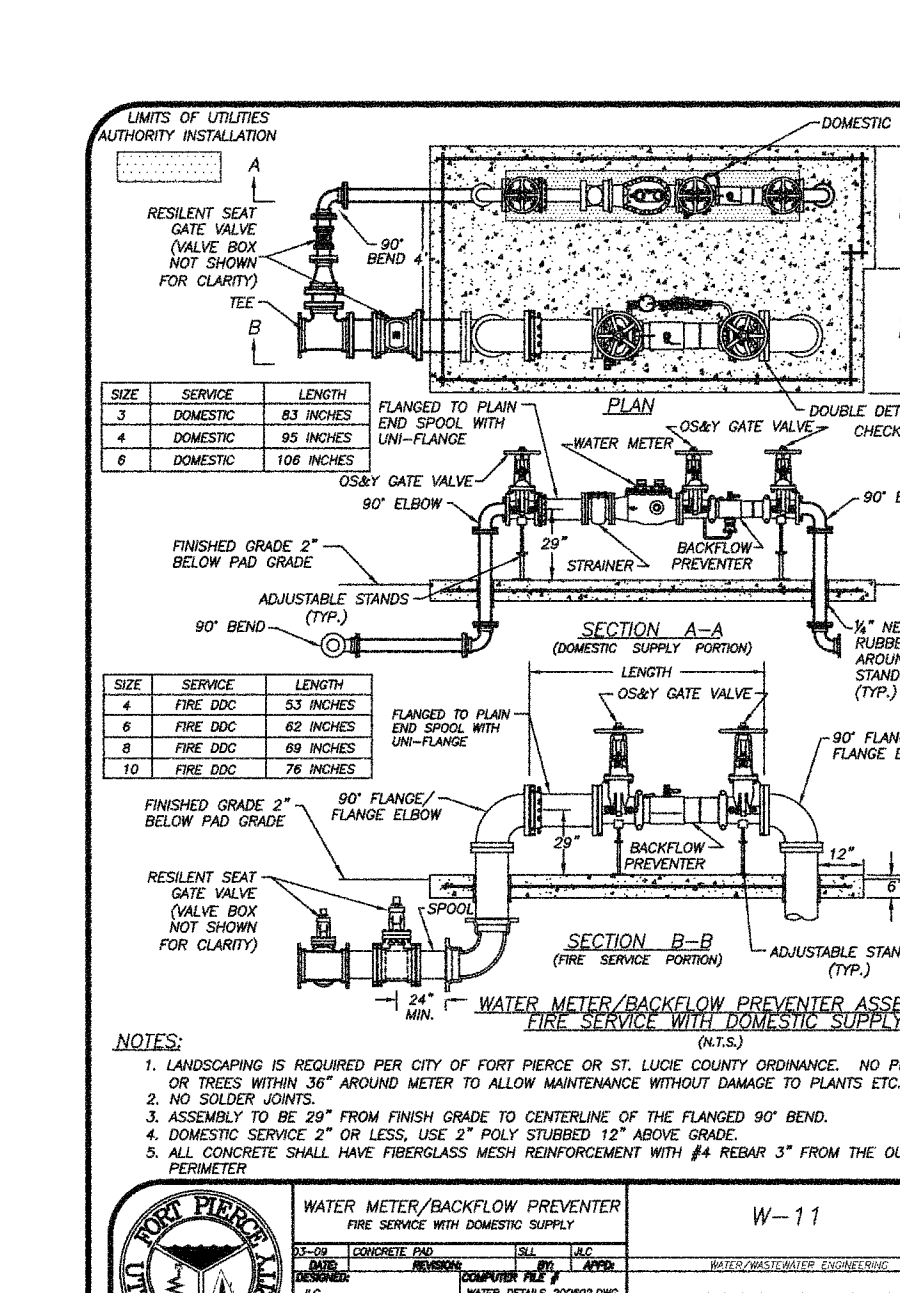 LIMITS OF UTILITIES
AUTHORITY INSTALLATION
A
DOMESTIC
RESILENT SEAT
GATE VALVE
(VALVE BOX
NOT SHOWN
FOR CLARITY)
90°
BEND 4'
TEE
B
PLAN
SIZE SERVICE LENGTH
3 DOMESTIC 83 INCHES
4 DOMESTIC 95 INCHES
6 DOMESTIC 106 INCHES
FLANGED TO PLAIN
END SPOOL WITH
UNI-FLANGE
DOUBLE DET
CHECK
OS&Y GATE VALVE
WATER METER
OS&Y GATE VALVE
90° ELBOW
90°
FINISHED GRADE 2"
BELOW PAD GRADE
29"
STRAINER
BACKFLOW
PREVENTER
ADJUSTABLE STANDS
(TYP.)
90° BEND
SECTION A-A
(DOMESTIC SUPPLY PORTION)
1/4" NE
RUBBE
AROUN
STAND
(TYP.)
LENGTH
SIZE SERVICE LENGTH
4 FIRE DDC 53 INCHES
6 FIRE DDC 62 INCHES
8 FIRE DDC 69 INCHES
10 FIRE DDC 76 INCHES
OS&Y GATE VALVE
FLANGED TO PLAIN
END SPOOL WITH
UNI-FLANGE
90° FLAN
FLANGE E
FINISHED GRADE 2"
BELOW PAD GRADE
90° FLANGE/
FLANGE ELBOW
29"
BACKFLOW
PREVENTER
12"
6
RESILENT SEAT
GATE VALVE
(VALVE BOX
NOT SHOWN
FOR CLARITY)
SPOOL
SECTION B-B
(FIRE SERVICE PORTION)
ADJUSTABLE STAN
(TYP.)
24"
MIN.
WATER METER/BACKFLOW PREVENTER ASSE
FIRE SERVICE WITH DOMESTIC SUPPLY
(N.T.S.)
NOTES:
1. LANDSCAPING IS REQUIRED PER CITY OF FORT PIERCE OR ST. LUCIE COUNTY ORDINANCE. NO P
OR TREES WITHIN 36" AROUND METER TO ALLOW MAINTENANCE WITHOUT DAMAGE TO PLANTS ETC.
2. NO SOLDER JOINTS.
3. ASSEMBLY TO BE 29" FROM FINISH GRADE TO CENTERLINE OF THE FLANGED 90° BEND.
4. DOMESTIC SERVICE 2" OR LESS, USE 2" POLY STUBBED 12" ABOVE GRADE.
5. ALL CONCRETE SHALL HAVE FIBERGLASS MESH REINFORCEMENT WITH #4 REBAR 3" FROM THE OU
PERIMETER
FORT PIERCE
WATER METER/BACKFLOW PREVENTER
FIRE SERVICE WITH DOMESTIC SUPPLY
W-11
03-09 CONCRETE PAD SLL JLC
DATE: REVISION: BY: APPD:
WATER/WASTEWATER ENGINEERING
DESIGNED: COMPUTER FILE #